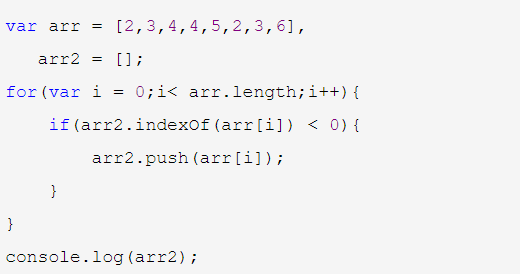 var arr = [2,3,4,4,5,2,3,6],
   arr2 = [];
for(var i = 0;i< arr.length;i++){
    if(arr2.indexOf(arr[i]) < 0){
        arr2.push(arr[i]);
    }
}
console.log(arr2);